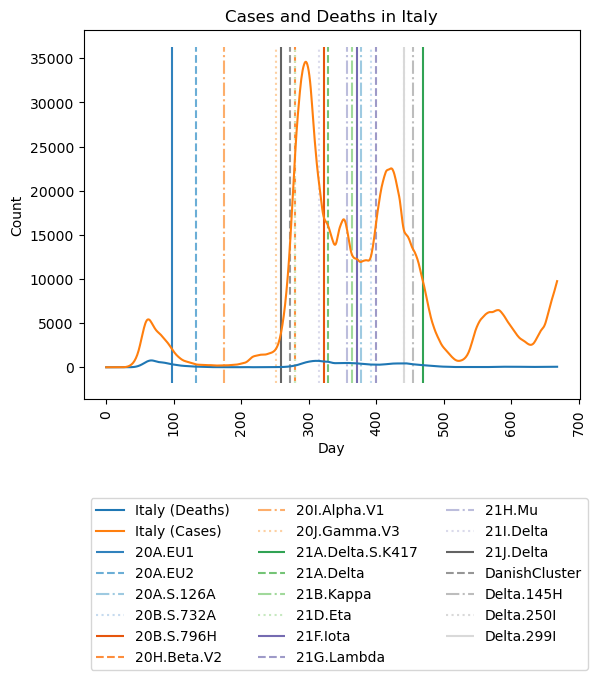 Cases and Deaths in Italy
35000
30000
25000
20000
15000
10000
5000
0
Count
0
100
200
300
400
500
600
700
Day
Italy (Deaths)
Italy (Cases)
20A.EU1
20A.EU2
20A.S.126A
20B.S.732A
20B.S.796H
20H.Beta.V2
20I.Alpha.V1
20J.Gamma.V3
21A.Delta.S.K417
21A.Delta
21B.Kappa
21D.Eta
21F.Iota
21G.Lambda
21H.Mu
21I.Delta
21J.Delta
DanishCluster
Delta.145H
Delta.250I
Delta.299I